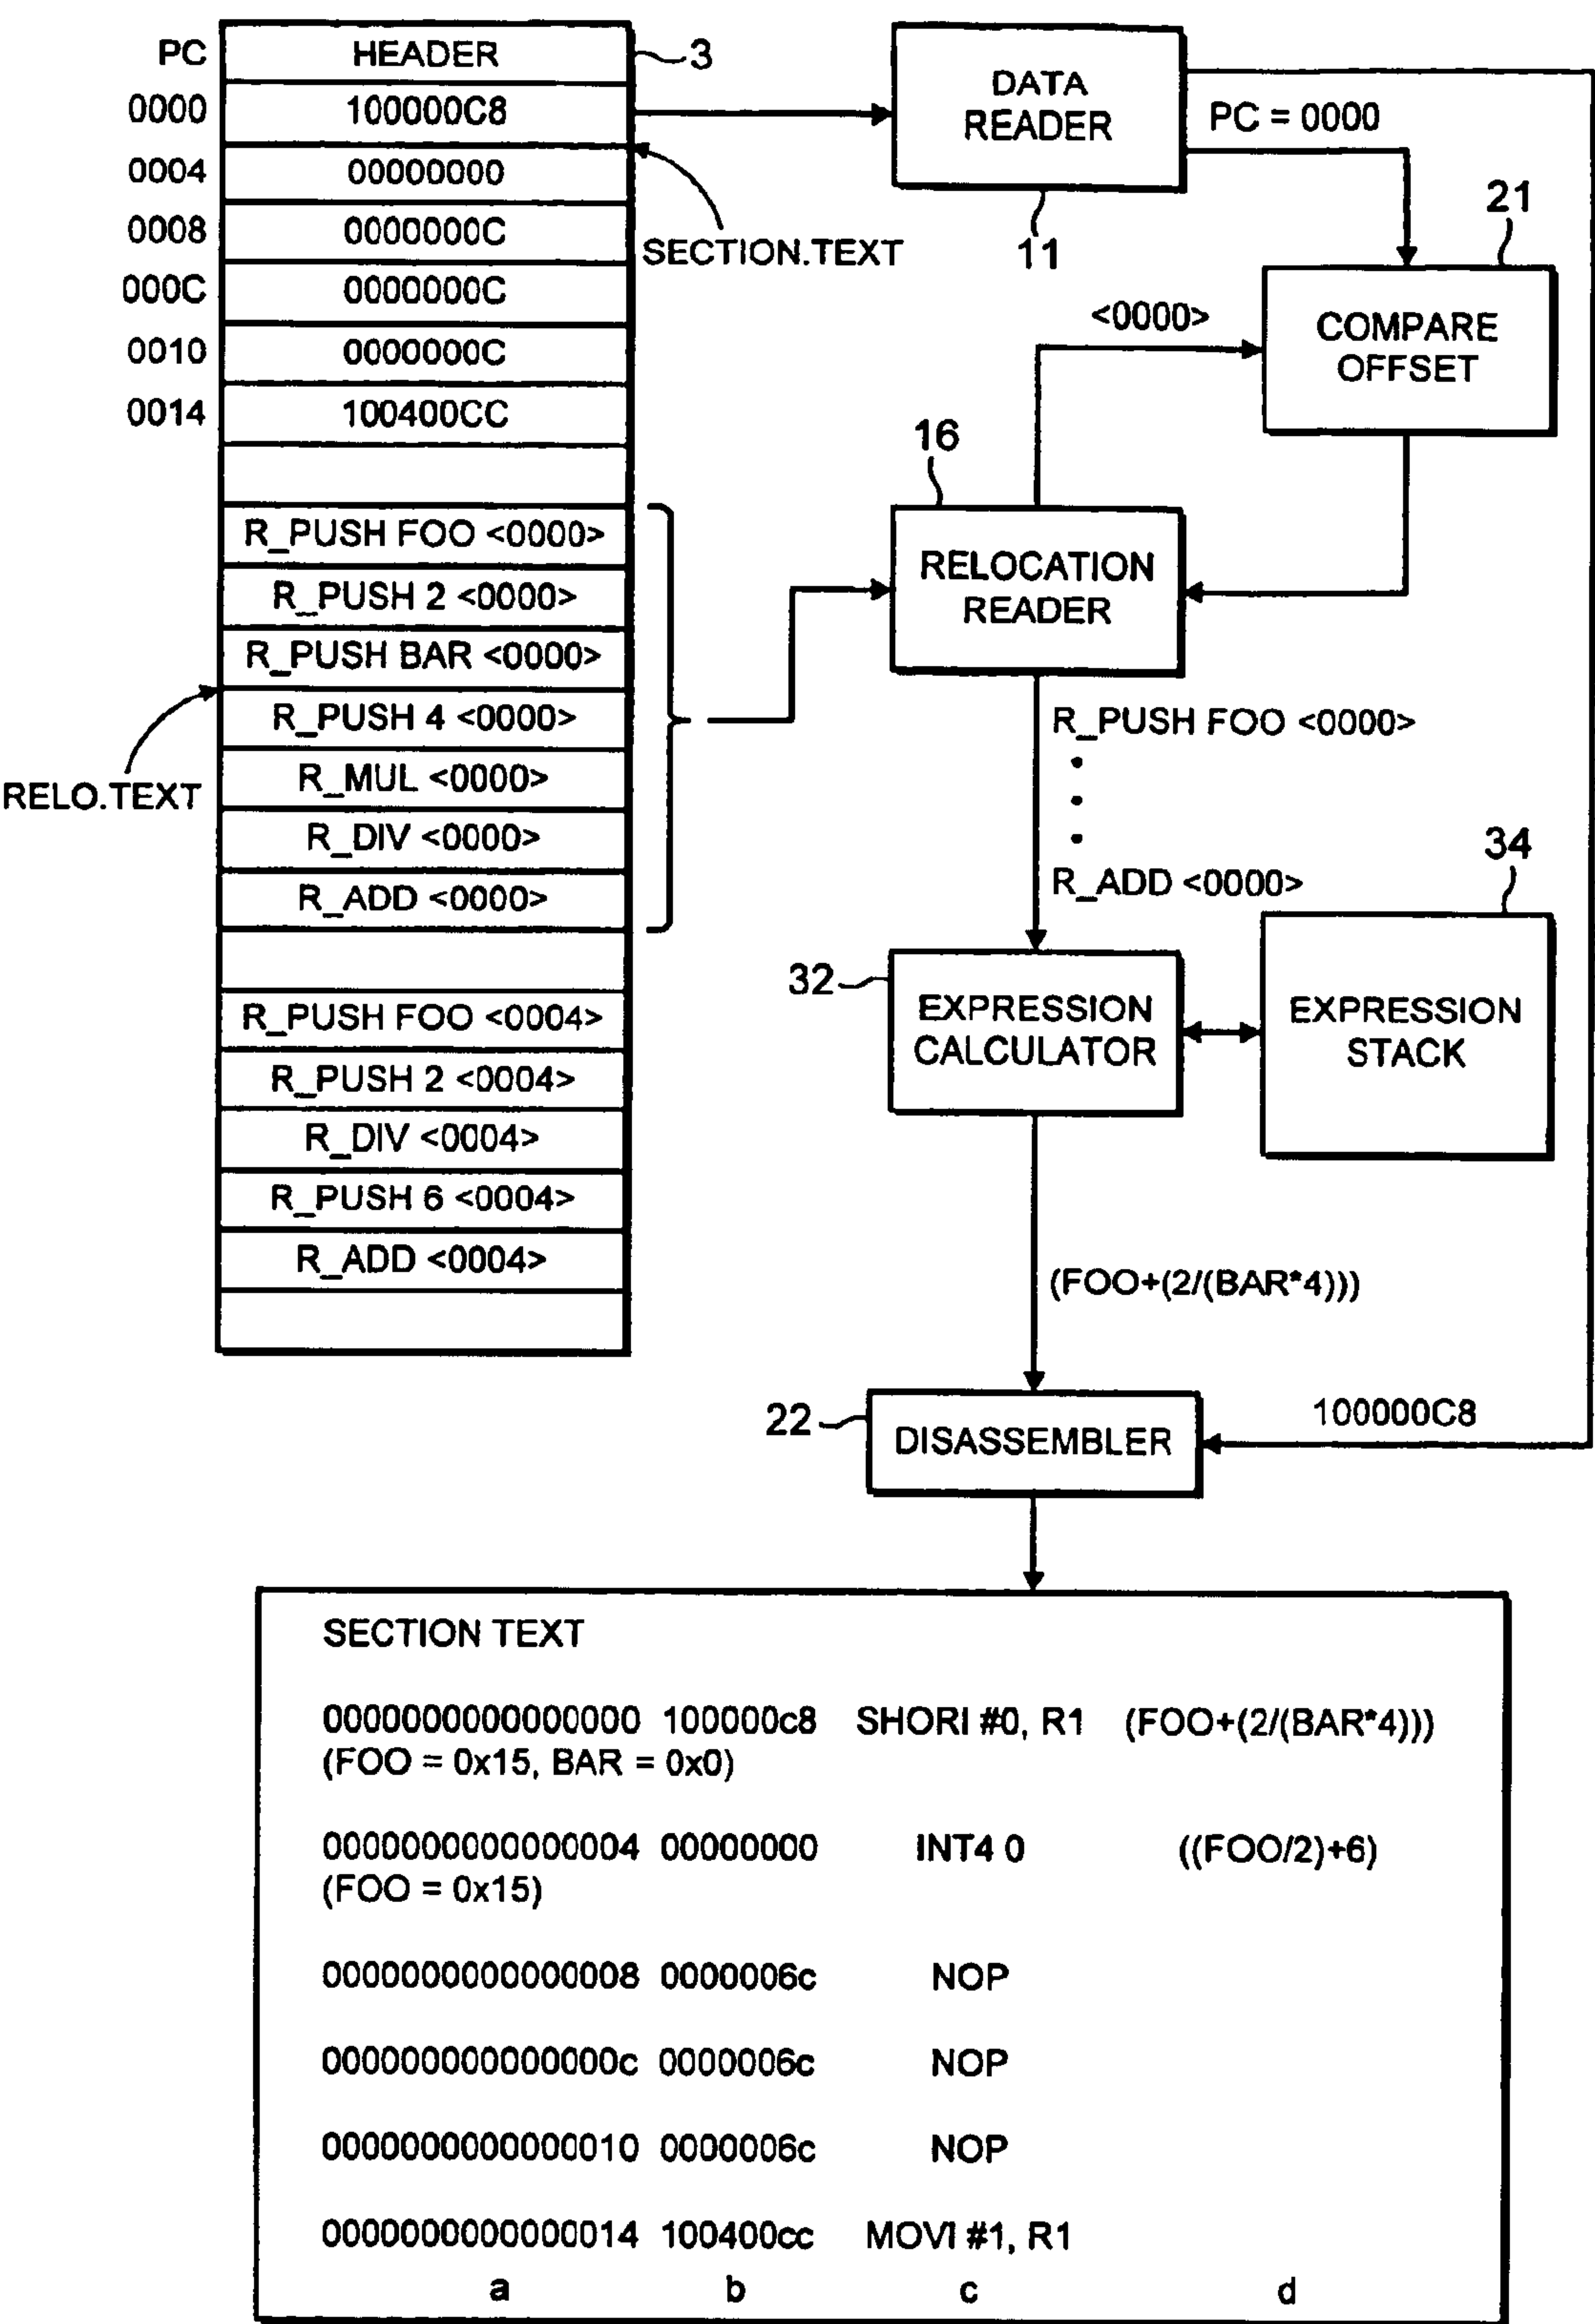 PC HEADER 3
0000 100000C8
0004 00000000
0008 0000000C
000C 0000000C
0010 0000000C
0014 100400CC
SECTION.TEXT
R_PUSH FOO <0000>
R_PUSH 2 <0000>
R_PUSH BAR <0000>
R_PUSH 4 <0000>
R_MUL <0000>
R_DIV <0000>
R_ADD <0000>
RELO.TEXT
R_PUSH FOO <0004>
R_PUSH 2 <0004>
R_DIV <0004>
R_PUSH 6 <0004>
R_ADD <0004>
DATA
READER
11
PC = 0000
21
COMPARE
OFFSET
<0000>
16
RELOCATION
READER
R_PUSH FOO <0000>
R_ADD <0000>
32
EXPRESSION
CALCULATOR
34
EXPRESSION
STACK
(FOO+(2/(BAR*4)))
100000C8
22
DISASSEMBLER
SECTION TEXT
0000000000000000 100000c8 SHORI #0, R1 (FOO+(2/(BAR*4)))
(FOO = 0x15, BAR = 0x0)
0000000000000004 00000000 INT4 0 ((FOO/2)+6)
(FOO = 0x15)
0000000000000008 0000006c NOP
000000000000000c 0000006c NOP
0000000000000010 0000006c NOP
0000000000000014 100400cc MOVI #1, R1
a b c d